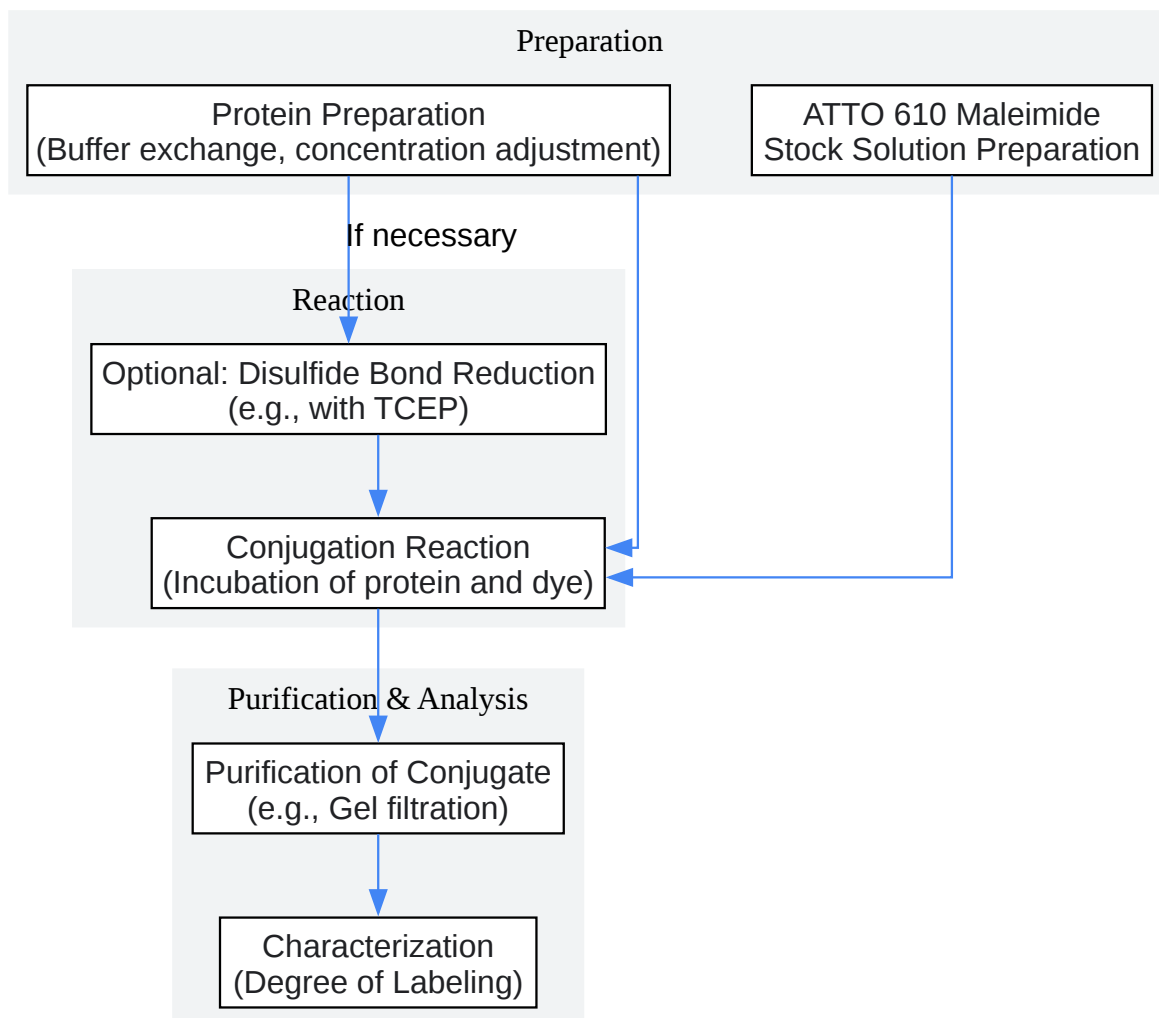 Preparation
Protein Preparation
(Buffer exchange, concentration adjustment)
ATTO 610 Maleimide
Stock Solution Preparation
If necessary
Reaction
Optional: Disulfide Bond Reduction
(e.g., with TCEP)
Conjugation Reaction
(Incubation of protein and dye)
Purification & Analysis
Purification of Conjugate
(e.g., Gel filtration)
Characterization
(Degree of Labeling)